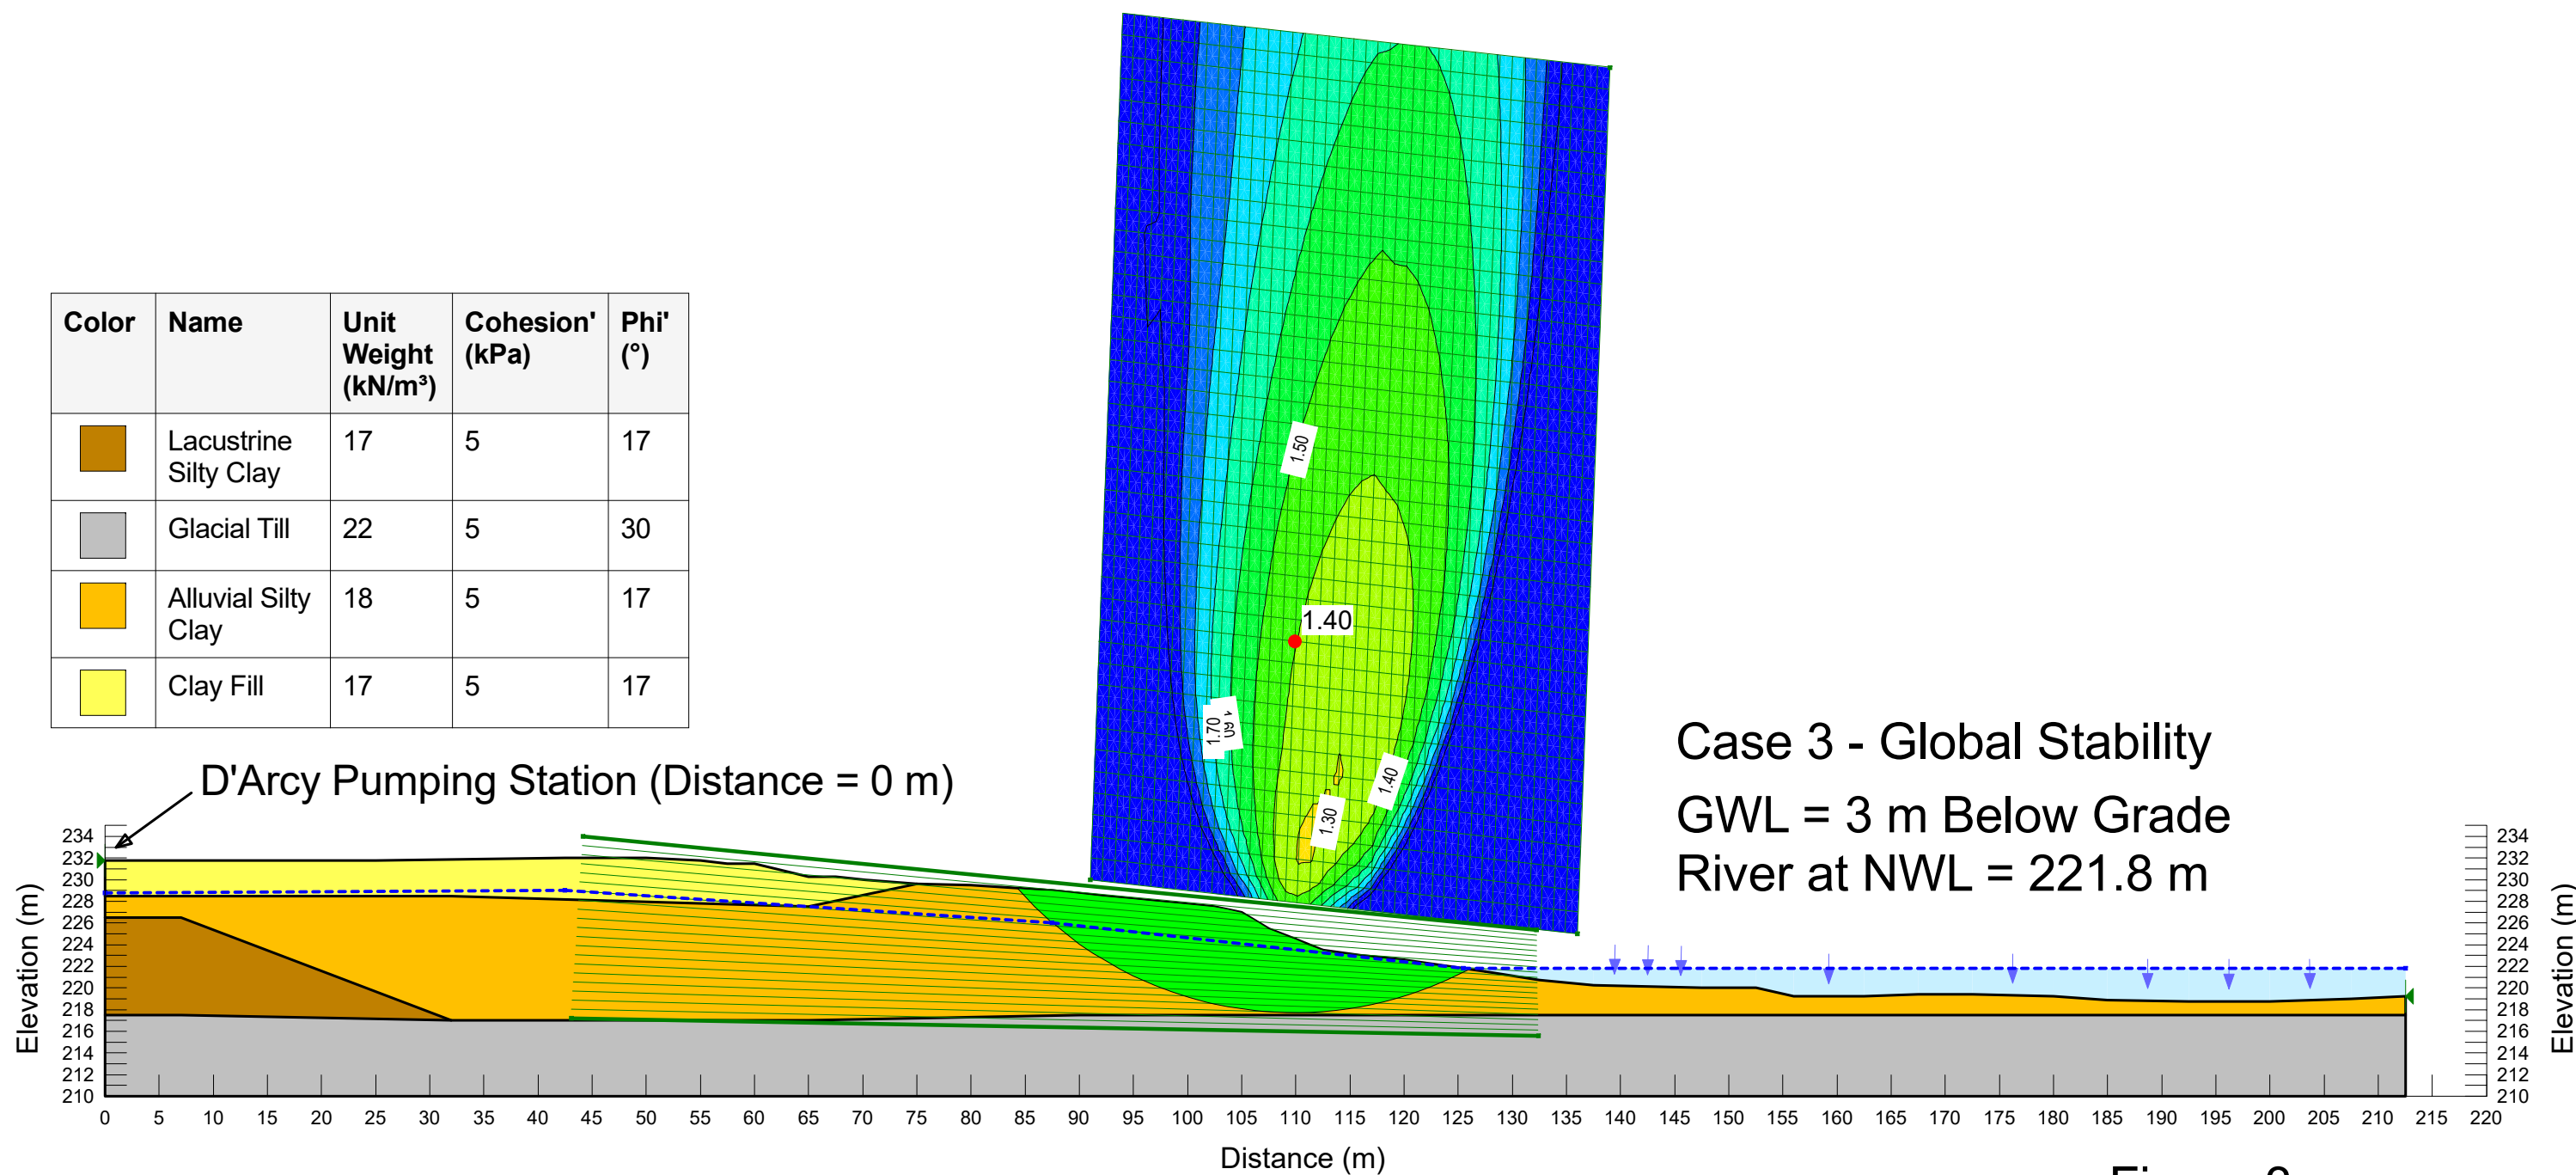 Color Name Unit Weight (kN/m³) Cohesion' (kPa) Phi' (°)
Lacustrine Silty Clay 17 5 17
Glacial Till 22 5 30
Alluvial Silty Clay 18 5 17
Clay Fill 17 5 17
1.50
1.40
1.70
1.40
1.30
D'Arcy Pumping Station (Distance = 0 m)
Case 3 - Global Stability
GWL = 3 m Below Grade
River at NWL = 221.8 m
Elevation (m)
234
232
230
228
226
224
222
220
218
216
214
212
210
0 5 10 15 20 25 30 35 40 45 50 55 60 65 70 75 80 85 90 95 100 105 110 115 120 125 130 135 140 145 150 155 160 165 170 175 180 185 190 195 200 205 210 215 220
Distance (m)
234
232
230
228
226
224
222
220
218
216
214
212
210
Elevation (m)